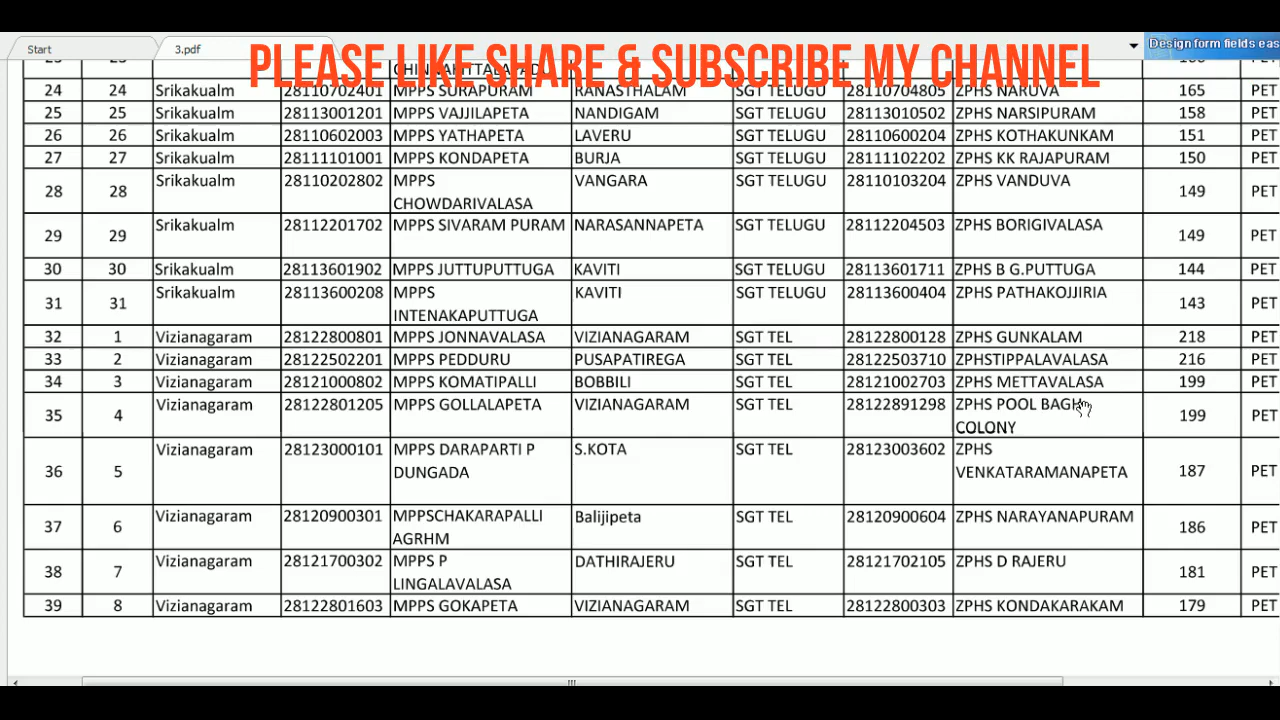 Start
3.pdf
PLEASE LIKE SHARE & SUBSCRIBE MY CHANNEL
Design form fields eas
24 24 Srikakualm 28110702401 MPPS SURAPURAM RANASTHALAM SGT TELUGU 28110704805 ZPHS NARUVA 165 PET
25 25 Srikakualm 28113001201 MPPS VAJJILAPETA NANDIGAM SGT TELUGU 28113010502 ZPHS NARSIPURAM 158 PET
26 26 Srikakualm 28110602003 MPPS YATHAPETA LAVERU SGT TELUGU 28110600204 ZPHS KOTHAKUNKAM 151 PET
27 27 Srikakualm 28111101001 MPPS KONDAPETA BURJA SGT TELUGU 28111102202 ZPHS KK RAJAPURAM 150 PET
28 28 Srikakualm 28110202802 MPPS VANGARA SGT TELUGU 28110103204 ZPHS VANDUVA 149 PET
CHOWDARIVALASA
29 29 Srikakualm 28112201702 MPPS SIVARAM PURAM NARASANNAPETA SGT TELUGU 28112204503 ZPHS BORIGIVALASA 149 PET
30 30 Srikakualm 28113601902 MPPS JUTTUPUTTUGA KAVITI SGT TELUGU 28113601711 ZPHS B G.PUTTUGA 144 PET
31 31 Srikakualm 28113600208 MPPS KAVITI SGT TELUGU 28113600404 ZPHS PATHAKOJJIRIA 143 PET
INTENAKAPUTTUGA
32 1 Vizianagaram 28122800801 MPPS JONNAVALASA VIZIANAGARAM SGT TEL 28122800128 ZPHS GUNKALAM 218 PET
33 2 Vizianagaram 28122502201 MPPS PEDDURU PUSAPATIREGA SGT TEL 28122503710 ZPHSTIPPALAVALASA 216 PET
34 3 Vizianagaram 28121000802 MPPS KOMATIPALLI BOBBILI SGT TEL 28121002703 ZPHS METTAVALASA 199 PET
35 4 Vizianagaram 28122801205 MPPS GOLLALAPETA VIZIANAGARAM SGT TEL 28122891298 ZPHS POOL BAGH 199 PET
COLONY
36 5 Vizianagaram 28123000101 MPPS DARAPARTI P S.KOTA SGT TEL 28123003602 ZPHS 187 PET
DUNGADA VENKATARAMANAPETA
37 6 Vizianagaram 28120900301 MPPSCHAKARAPALLI Balijipeta SGT TEL 28120900604 ZPHS NARAYANAPURAM 186 PET
AGRHM
38 7 Vizianagaram 28121700302 MPPS P DATHIRAJERU SGT TEL 28121702105 ZPHS D RAJERU 181 PET
LINGALAVALASA
39 8 Vizianagaram 28122801603 MPPS GOKAPETA VIZIANAGARAM SGT TEL 28122800303 ZPHS KONDAKARAKAM 179 PET